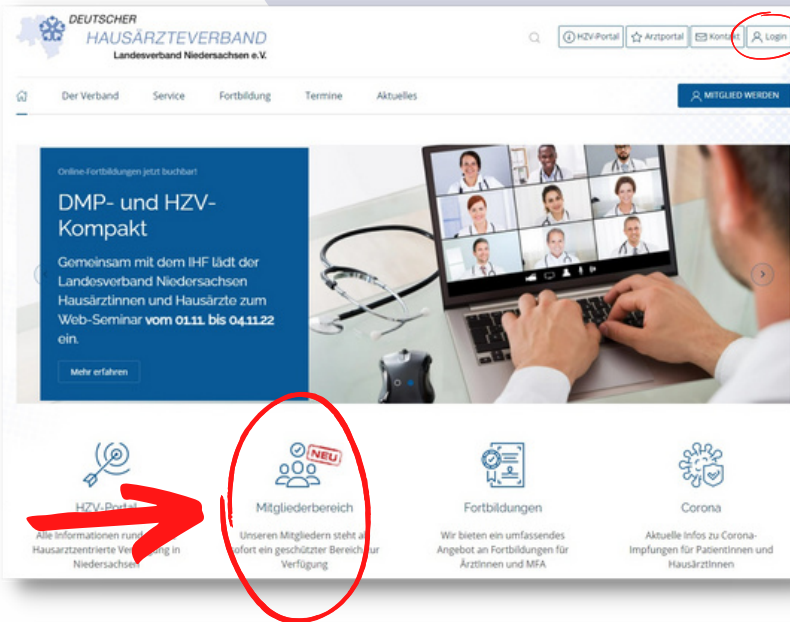 DEUTSCHER
HAUSÄRZTEVERBAND
Landesverband Niedersachsen e.V.
HZV-Portal
Arztportal
Kontakt
Login
Der Verband
Service
Fortbildung
Termine
Aktuelles
MITGLIED WERDEN
Online-Fortbildungen jetzt buchbar!
DMP- und HZV-
Kompakt
Gemeinsam mit dem IHF lädt der
Landesverband Niedersachsen
Hausärztinnen und Hausärzte zum
Web-Seminar vom 01.11. bis 04.11.22
ein.
Mehr erfahren
HZV-Portal
Alle Informationen rund
Hausarztzentrierte
in
Niedersachsen
NEU
Mitgliederbereich
Unseren Mitgliedern steht ab
sofort ein geschützter Bereich zur
Verfügung
Fortbildungen
Wir bieten ein umfassendes
Angebot an Fortbildungen für
ÄrztInnen und MFA
Corona
Aktuelle Infos zu Corona-
Impfungen für PatientInnen und
HausärztInnen